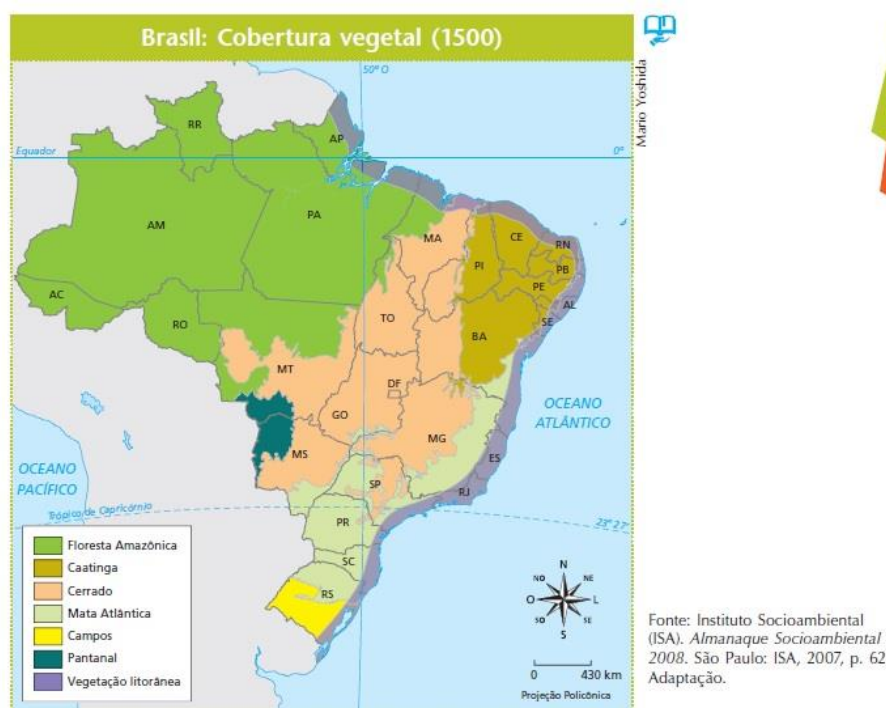 Brasil: Cobertura vegetal (1500)
Mario Yoshida
50° O
RR
AP
Equador
0°
AM
PA
MA
CE
RN
PI
PB
PE
AL
AC
TO
SE
RO
BA
MT
DF
GO
OCEANO
ATLÂNTICO
MG
MS
ES
OCEANO
PACÍFICO
SP
RJ
Trópico de Capricórnio
23° 27'
PR
SC
RS
Floresta Amazônica
Caatinga
Cerrado
Mata Atlântica
Campos
Pantanal
Vegetação litorânea
N
NO
NE
O
L
SO
SE
S
0
430 km
Projeção Policônica
Fonte: Instituto Socioambiental
(ISA). Almanaque Socioambiental
2008. São Paulo: ISA, 2007, p. 62
Adaptação.